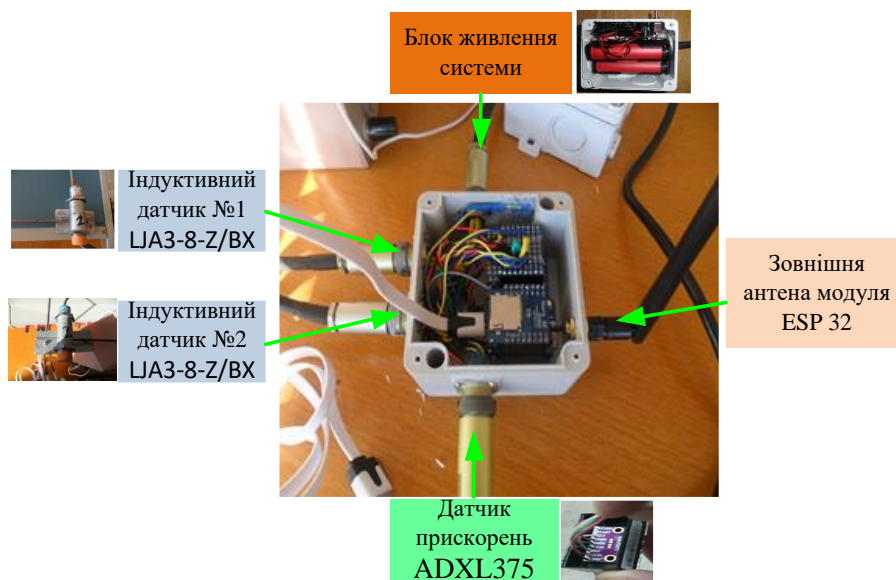 Блок живлення
системи
Індуктивний
датчик №1
LJA3-8-Z/BX
Індуктивний
датчик №2
LJA3-8-Z/BX
Зовнішня
антена модуля
ESP 32
Датчик
прискорень
ADXL375